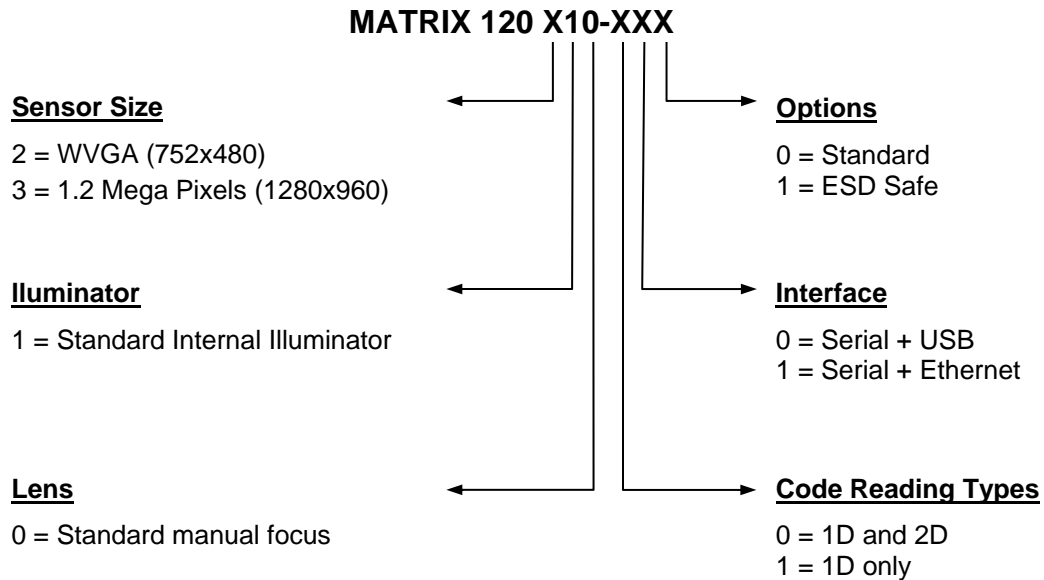 MATRIX 120 X10-XXX
Sensor Size
2 = WVGA (752x480)
3 = 1.2 Mega Pixels (1280x960)
Options
0 = Standard
1 = ESD Safe
Iluminator
1 = Standard Internal Illuminator
Interface
0 = Serial + USB
1 = Serial + Ethernet
Lens
0 = Standard manual focus
Code Reading Types
0 = 1D and 2D
1 = 1D only